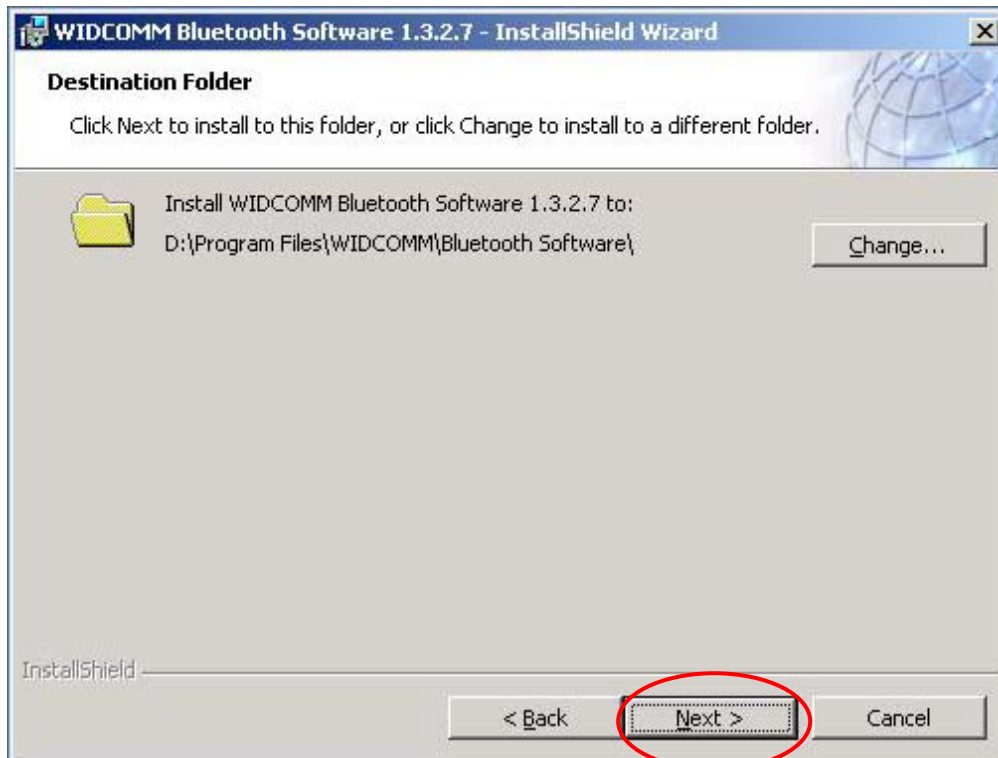 WIDCOMM Bluetooth Software 1.3.2.7 - InstallShield Wizard
Destination Folder
Click Next to install to this folder, or click Change to install to a different folder.
Install WIDCOMM Bluetooth Software 1.3.2.7 to:
D:\Program Files\WIDCOMM\Bluetooth Software\
Change...
InstallShield
< Back Next > Cancel